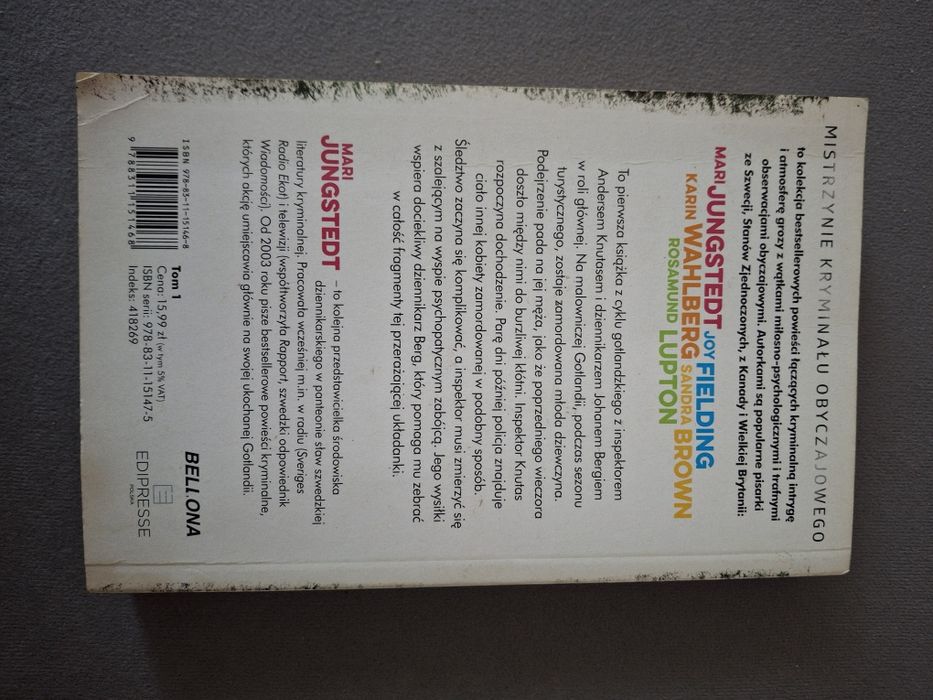 MISTRZYNIE KRYMINAŁU OBYCZAJOWEGO
to kolekcja bestsellerowych powieści łączących kryminalną intrygę
i atmosferę grozy z wątkami miłosno-psychologicznymi i trafnymi
obserwacjami obyczajowymi. Autorkami są popularne pisarki
ze Szwecji, Stanów Zjednoczonych, z Kanady i Wielkiej Brytanii:
MARI JUNGSTEDT JOY FIELDING
KARIN WAHLBERG SANDRA BROWN
ROSAMUND LUPTON
To pierwsza książka z cyklu gotlandzkiego z inspektorem
Andersem Knutasem i dziennikarzem Johanem Bergiem
w roli głównej. Na malowniczej Gotlandii, podczas sezonu
turystycznego, zostaje zamordowana młoda dziewczyna.
Podejrzenie pada na jej męża, jako że poprzedniego wieczora
doszło między nimi do burzliwej kłótni. Inspektor Knutas
rozpoczyna dochodzenie. Parę dni później policja znajduje
ciało innej kobiety zamordowanej w podobny sposób.
Śledztwo zaczyna się komplikować, a inspektor musi zmierzyć się
z szalejącym na wyspie psychopatycznym zabójcą. Jego wysiłki
wspiera dociekliwy dziennikarz Berg, który pomaga mu zebrać
w całość fragmenty tej przerażającej układanki.
MARI
JUNGSTEDT – to kolejna przedstawicielka środowiska
dziennikarskiego w panteonie sław szwedzkiej
literatury kryminalnej. Pracowała wcześniej m.in. w radiu (Sveriges
Radio Ekot) i telewizji (współtworzyła Rapport, szwedzki odpowiednik
Wiadomości). Od 2003 roku pisze bestsellerowe powieści kryminalne,
których akcję umiejscawia głównie na swojej ukochanej Gotlandii.
ISBN 978-83-11-15146-8
9 788311 151468
Tom 1
Cena: 15,99 zł (w tym 5% VAT)
ISBN serii: 978-83-11-15147-5
Indeks: 418269
BELLONA
EDIPRESSE
POLSKA